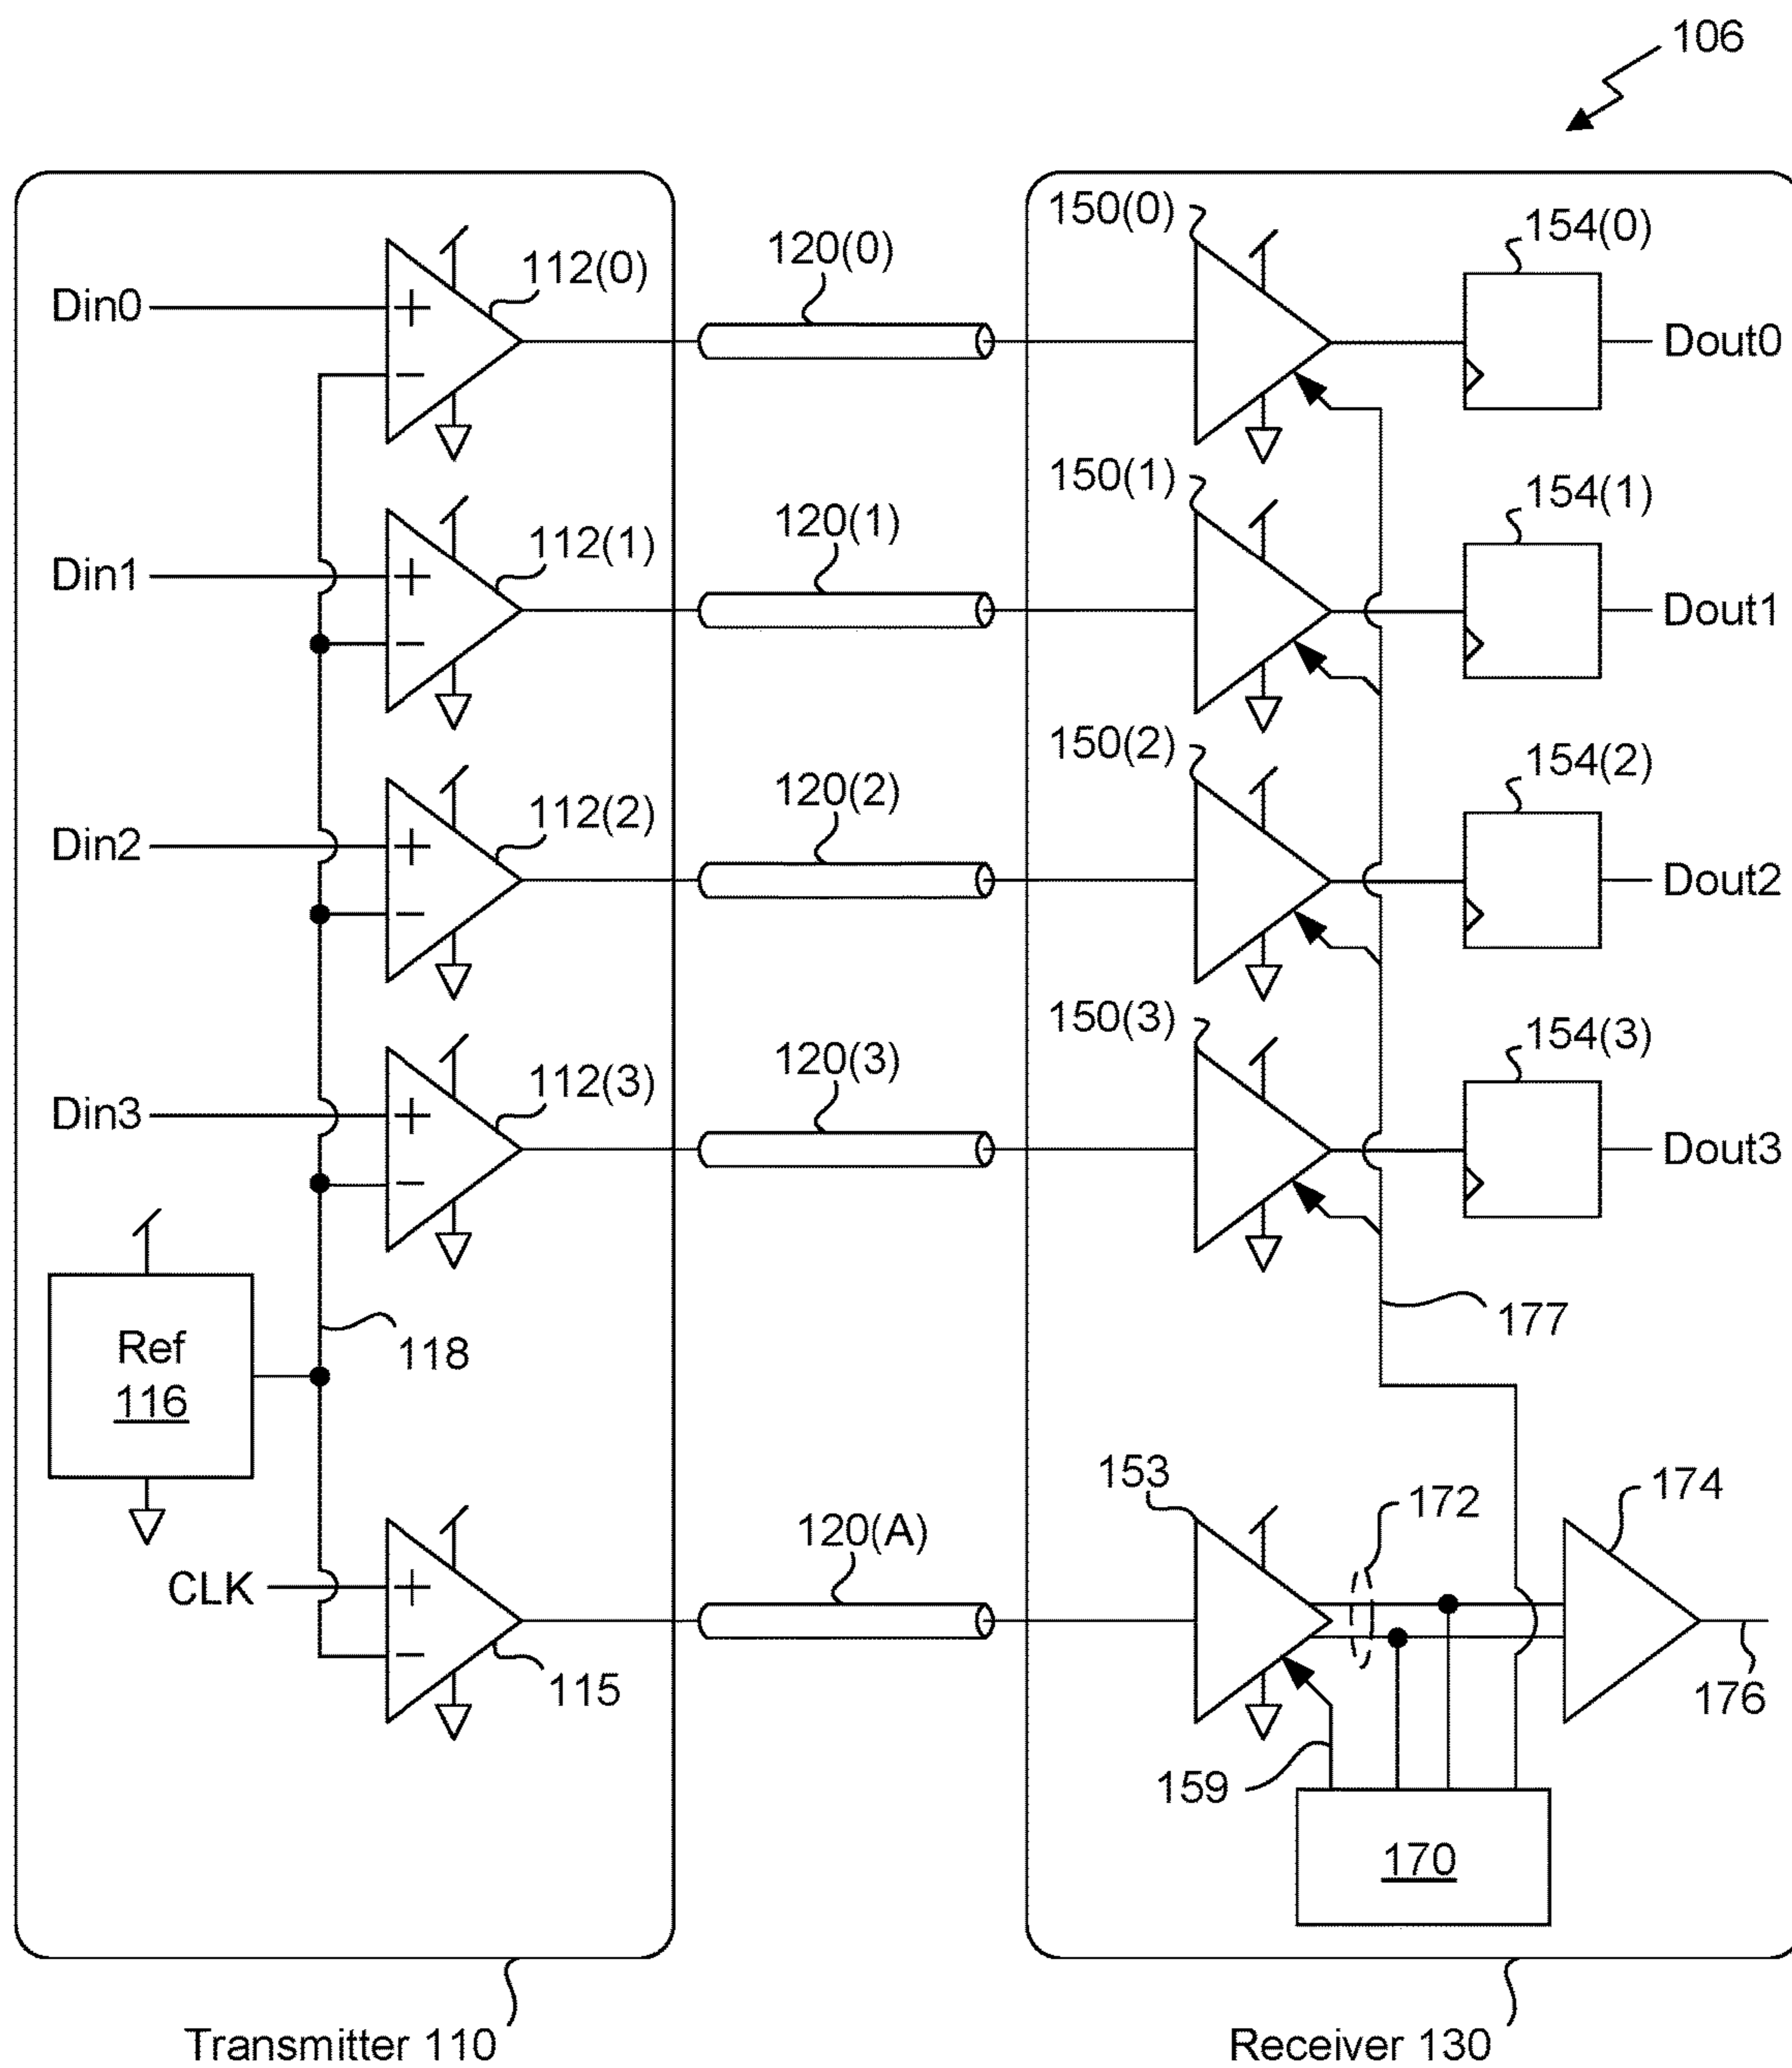 106
150(0)
154(0)
120(0)
112(0)
Din0
+
−
Dout0
150(1)
154(1)
120(1)
112(1)
Din1
+
−
Dout1
150(2)
154(2)
120(2)
112(2)
Din2
+
−
Dout2
150(3)
154(3)
120(3)
112(3)
Din3
+
−
Dout3
Ref
116
118
177
153
172
174
120(A)
CLK
+
−
115
176
159
170
Transmitter 110
Receiver 130